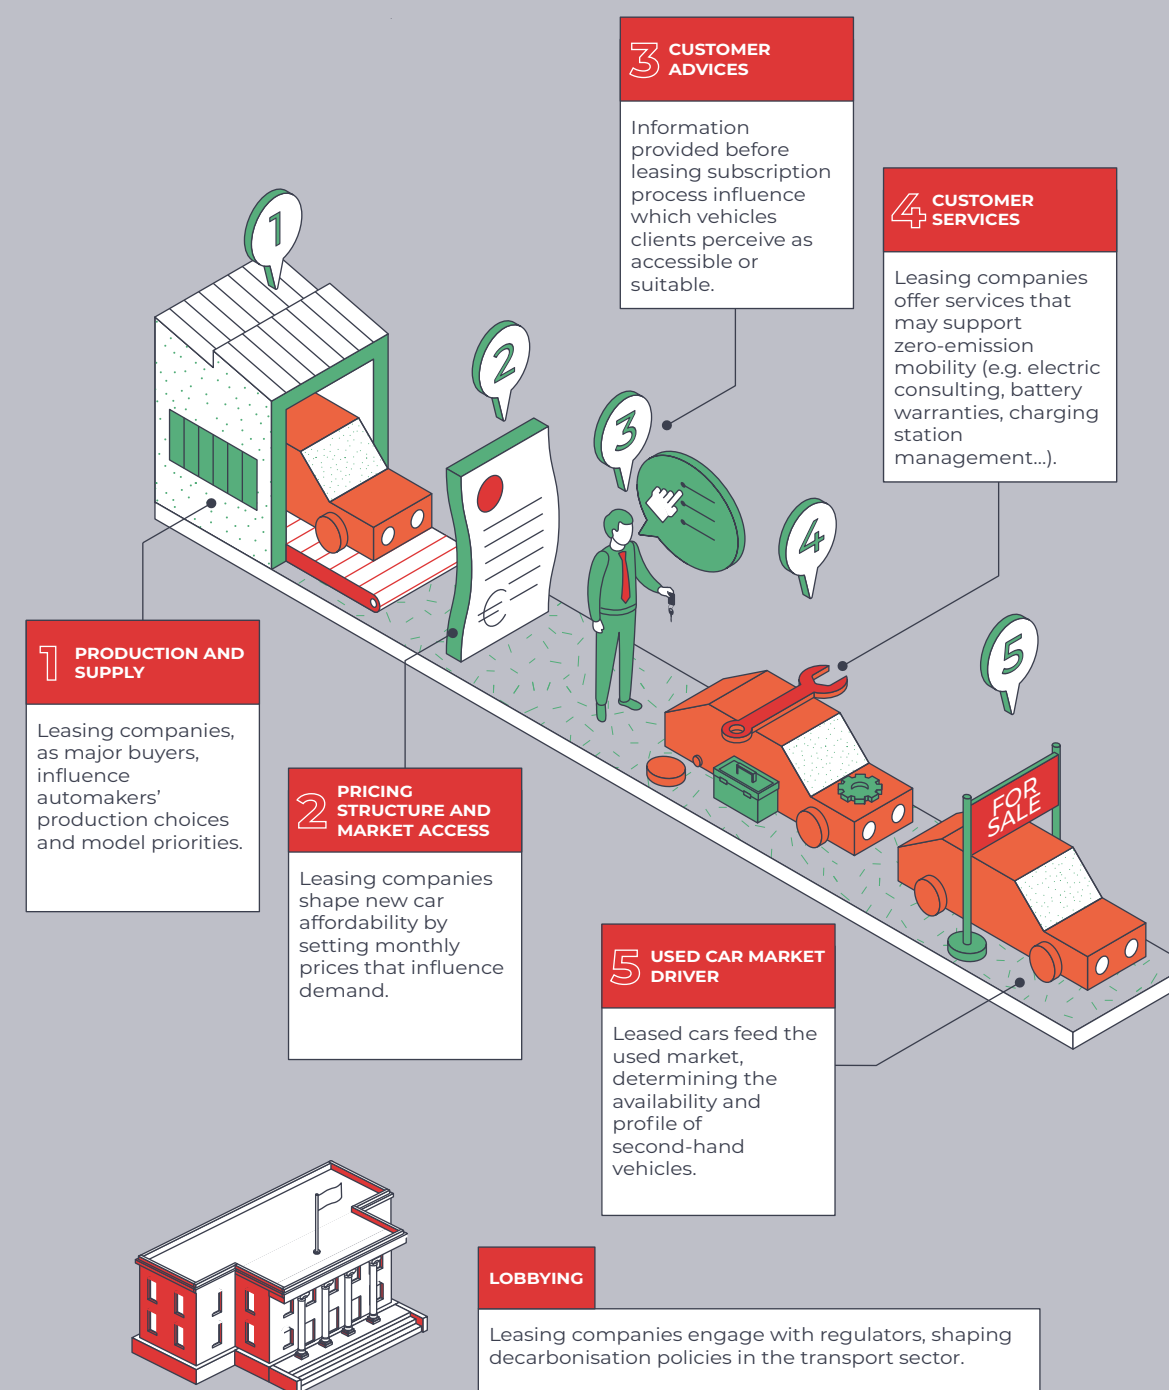 3 CUSTOMER
ADVICES
Information
provided before
leasing subscription
process influence
which vehicles
clients perceive as
accessible or
suitable.
4 CUSTOMER
SERVICES
Leasing companies
offer services that
may support
zero-emission
mobility (e.g. electric
consulting, battery
warranties, charging
station
management...).
1
2
3
4
5
€
FOR
SALE
1 PRODUCTION AND
SUPPLY
Leasing companies,
as major buyers,
influence
automakers’
production choices
and model priorities.
2 PRICING
STRUCTURE AND
MARKET ACCESS
Leasing companies
shape new car
affordability by
setting monthly
prices that influence
demand.
5 USED CAR MARKET
DRIVER
Leased cars feed the
used market,
determining the
availability and
profile of
second-hand
vehicles.
LOBBYING
Leasing companies engage with regulators, shaping
decarbonisation policies in the transport sector.